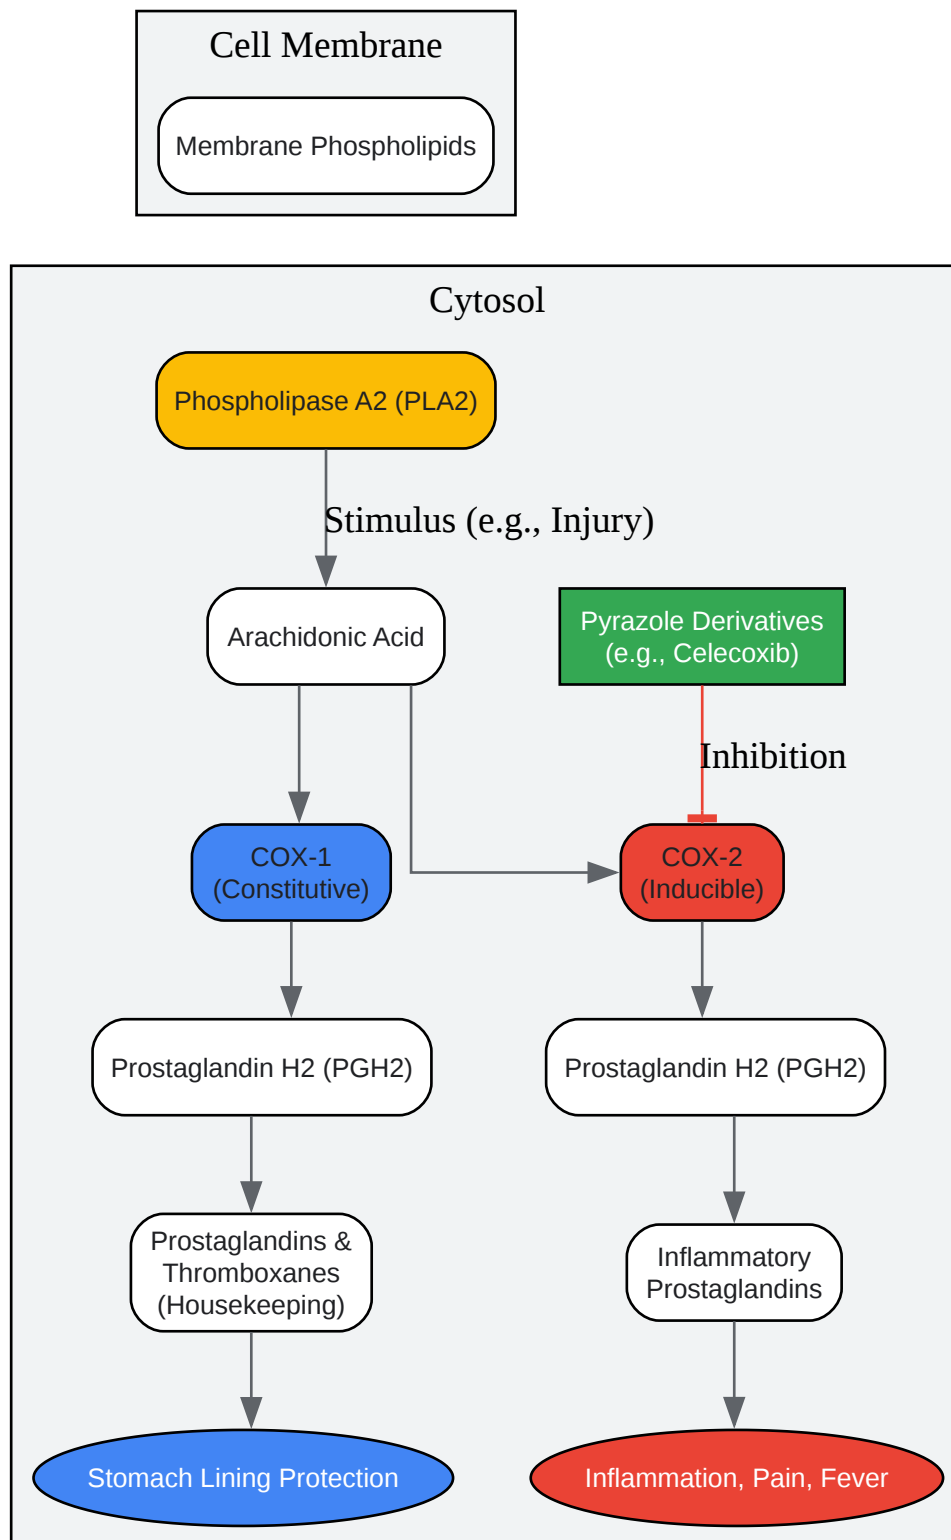 Cell Membrane
Membrane Phospholipids
Cytosol
Phospholipase A2 (PLA2)
Stimulus (e.g., Injury)
Arachidonic Acid
Pyrazole Derivatives
(e.g., Celecoxib)
Inhibition
COX-1
(Constitutive)
COX-2
(Inducible)
Prostaglandin H2 (PGH2)
Prostaglandin H2 (PGH2)
Prostaglandins &
Thromboxanes
(Housekeeping)
Inflammatory
Prostaglandins
Stomach Lining Protection
Inflammation, Pain, Fever